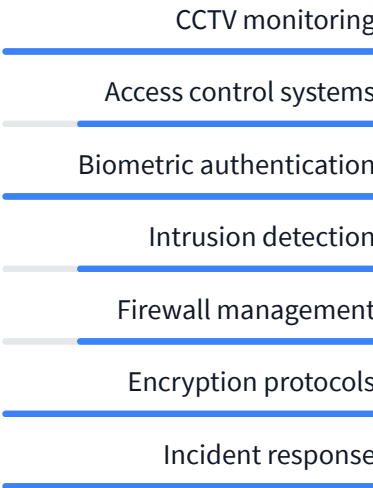 CCTV monitoring
Access control systems
Biometric authentication
Intrusion detection
Firewall management
Encryption protocols
Incident response